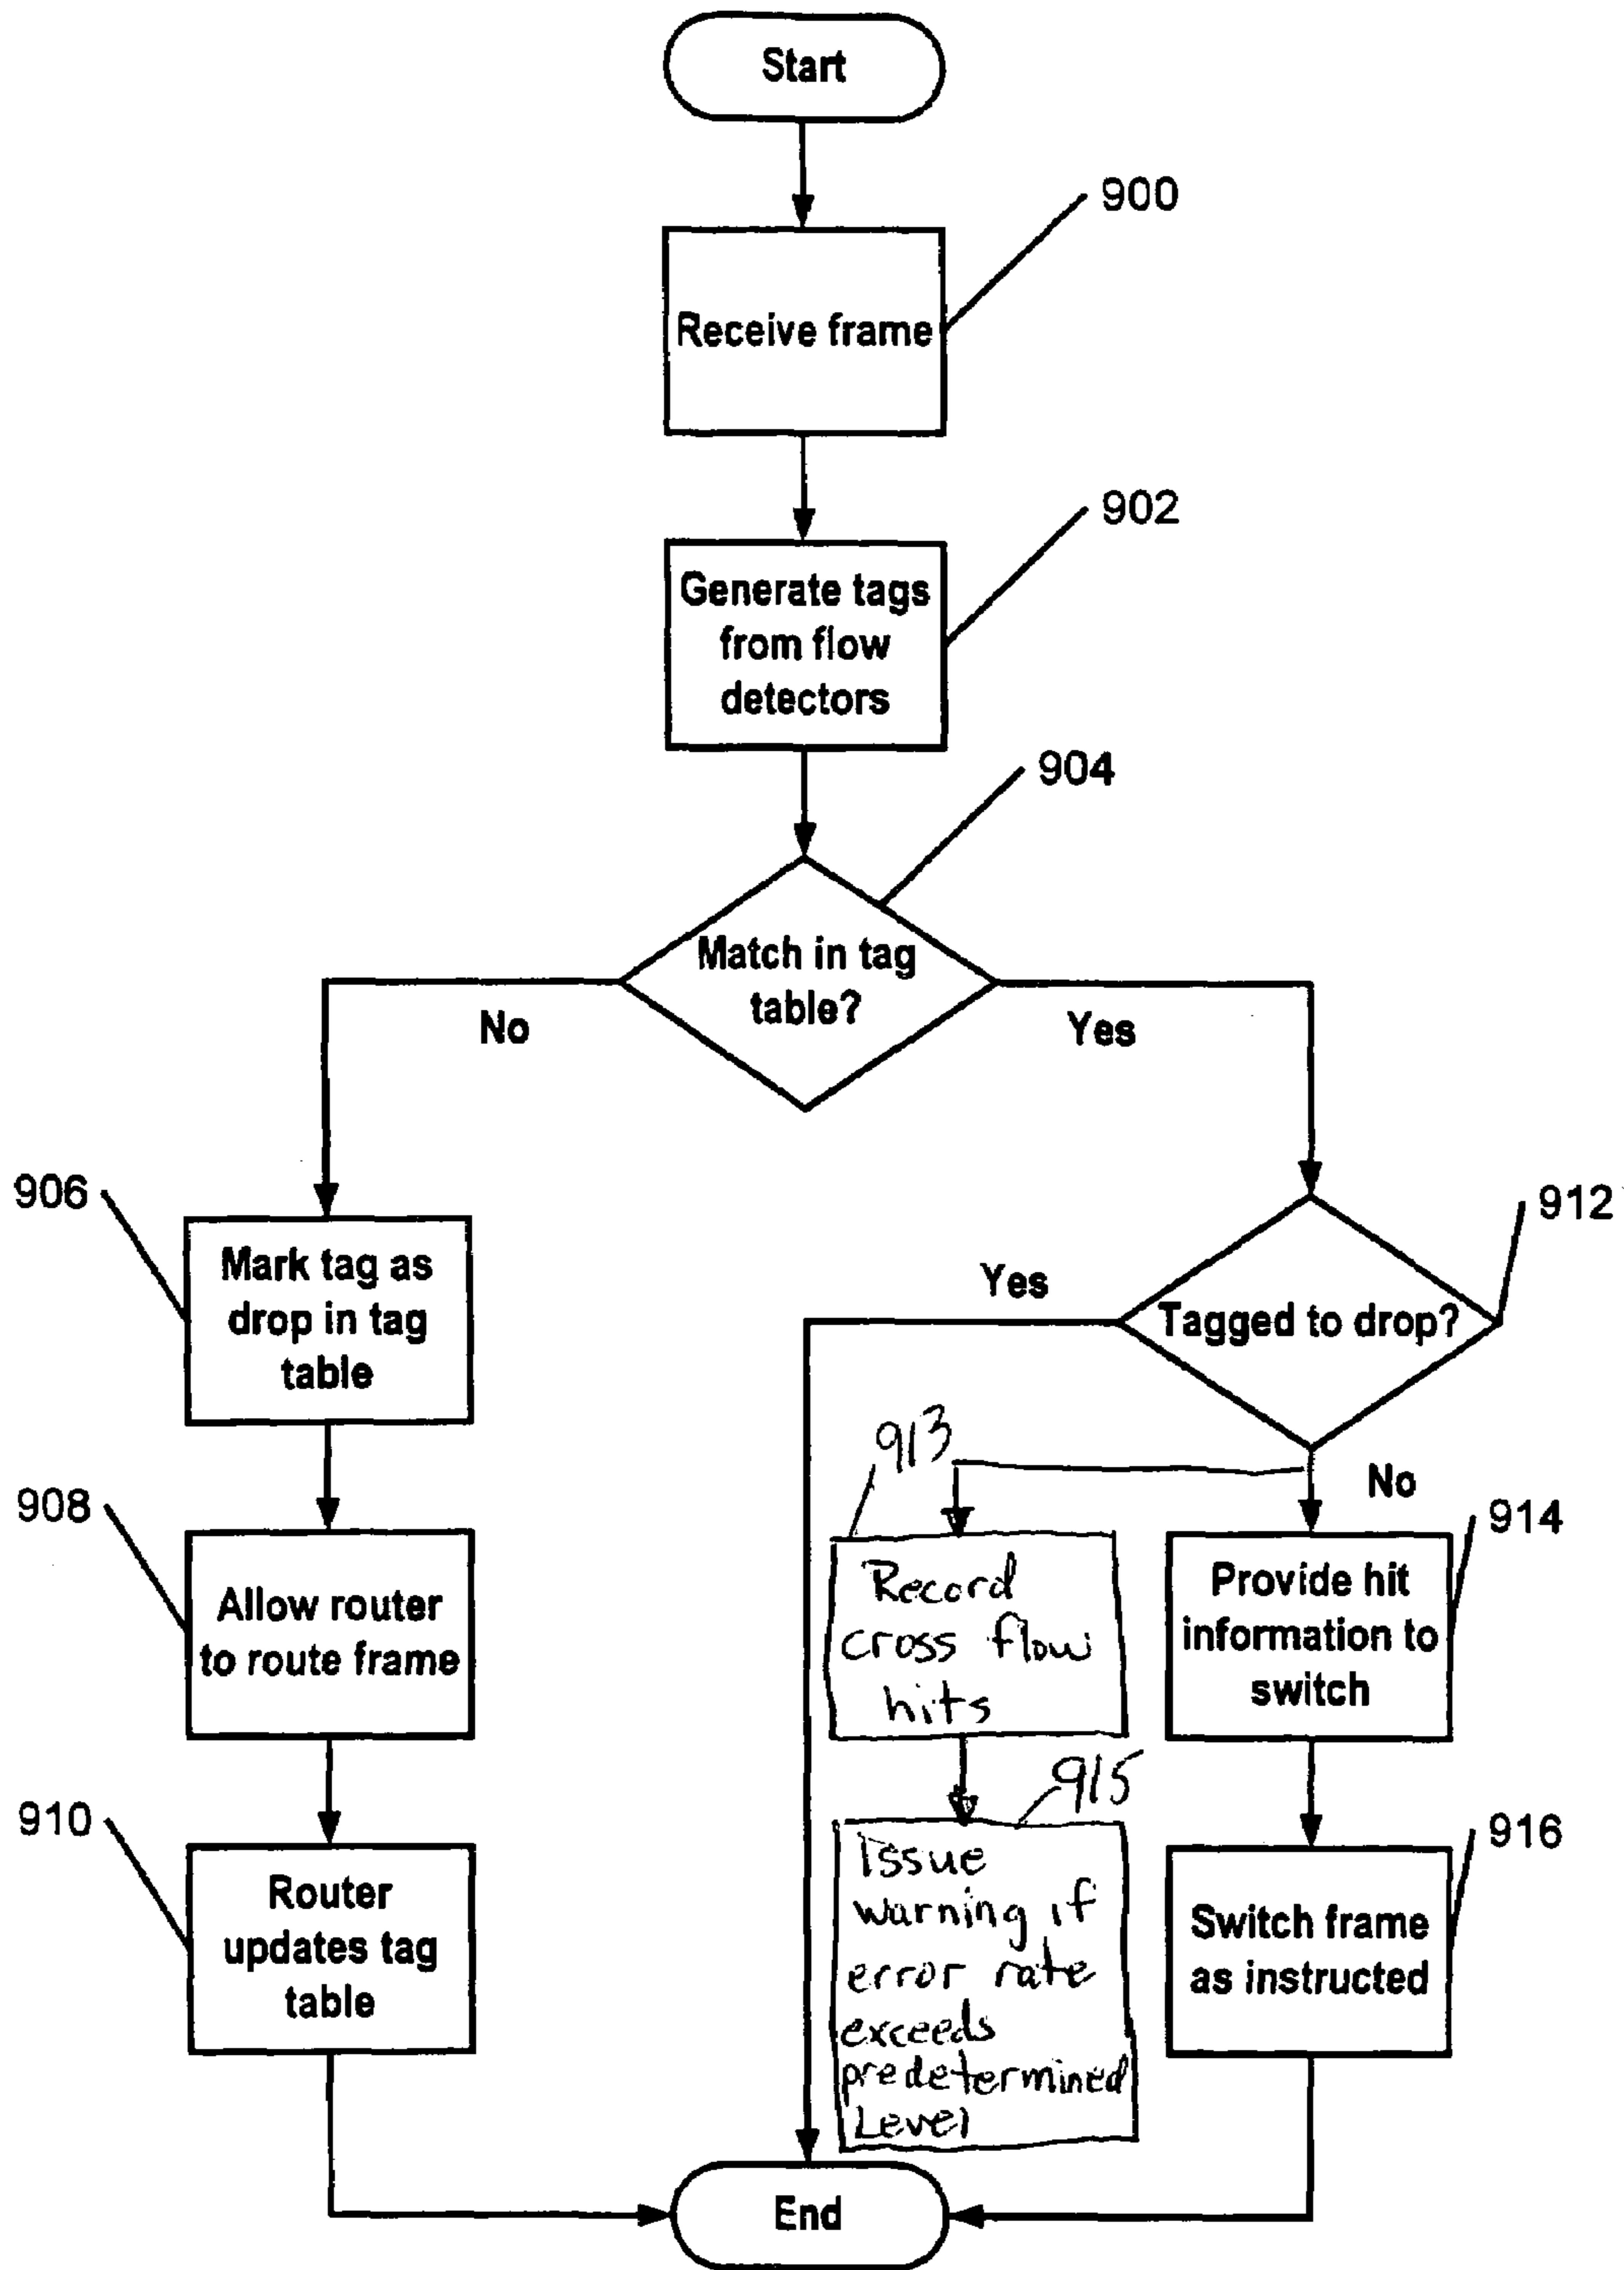 Start
900
Receive frame
902
Generate tags
from flow
detectors
904
Match in tag
table?
No
Yes
906
Mark tag as
drop in tag
table
912
Yes
Tagged to drop?
913
No
908
Allow router
to route frame
Record
cross flow
hits
914
Provide hit
information to
switch
910
Router
updates tag
table
915
Issue
warning if
error rate
exceeds
predetermined
Level
916
Switch frame
as instructed
End